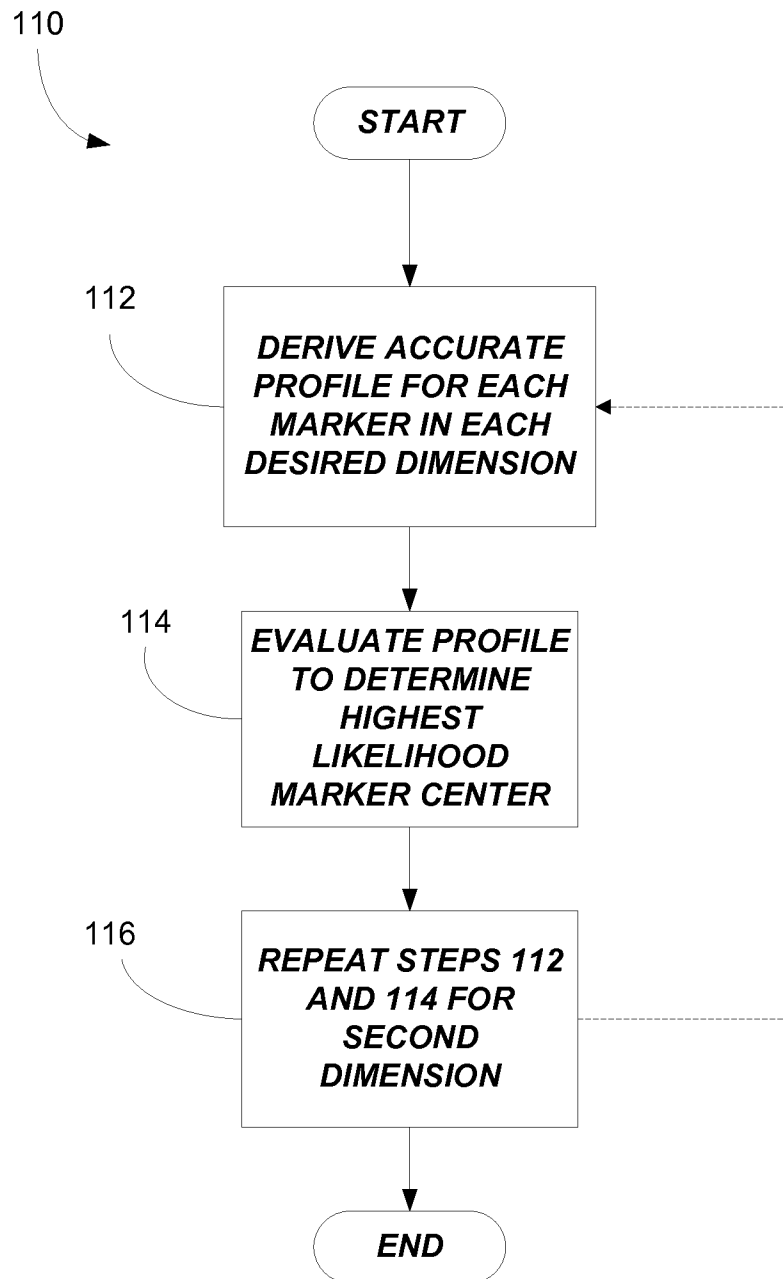 110
START
112
DERIVE ACCURATE
PROFILE FOR EACH
MARKER IN EACH
DESIRED DIMENSION
114
EVALUATE PROFILE
TO DETERMINE
HIGHEST
LIKELIHOOD
MARKER CENTER
116
REPEAT STEPS 112
AND 114 FOR
SECOND
DIMENSION
END